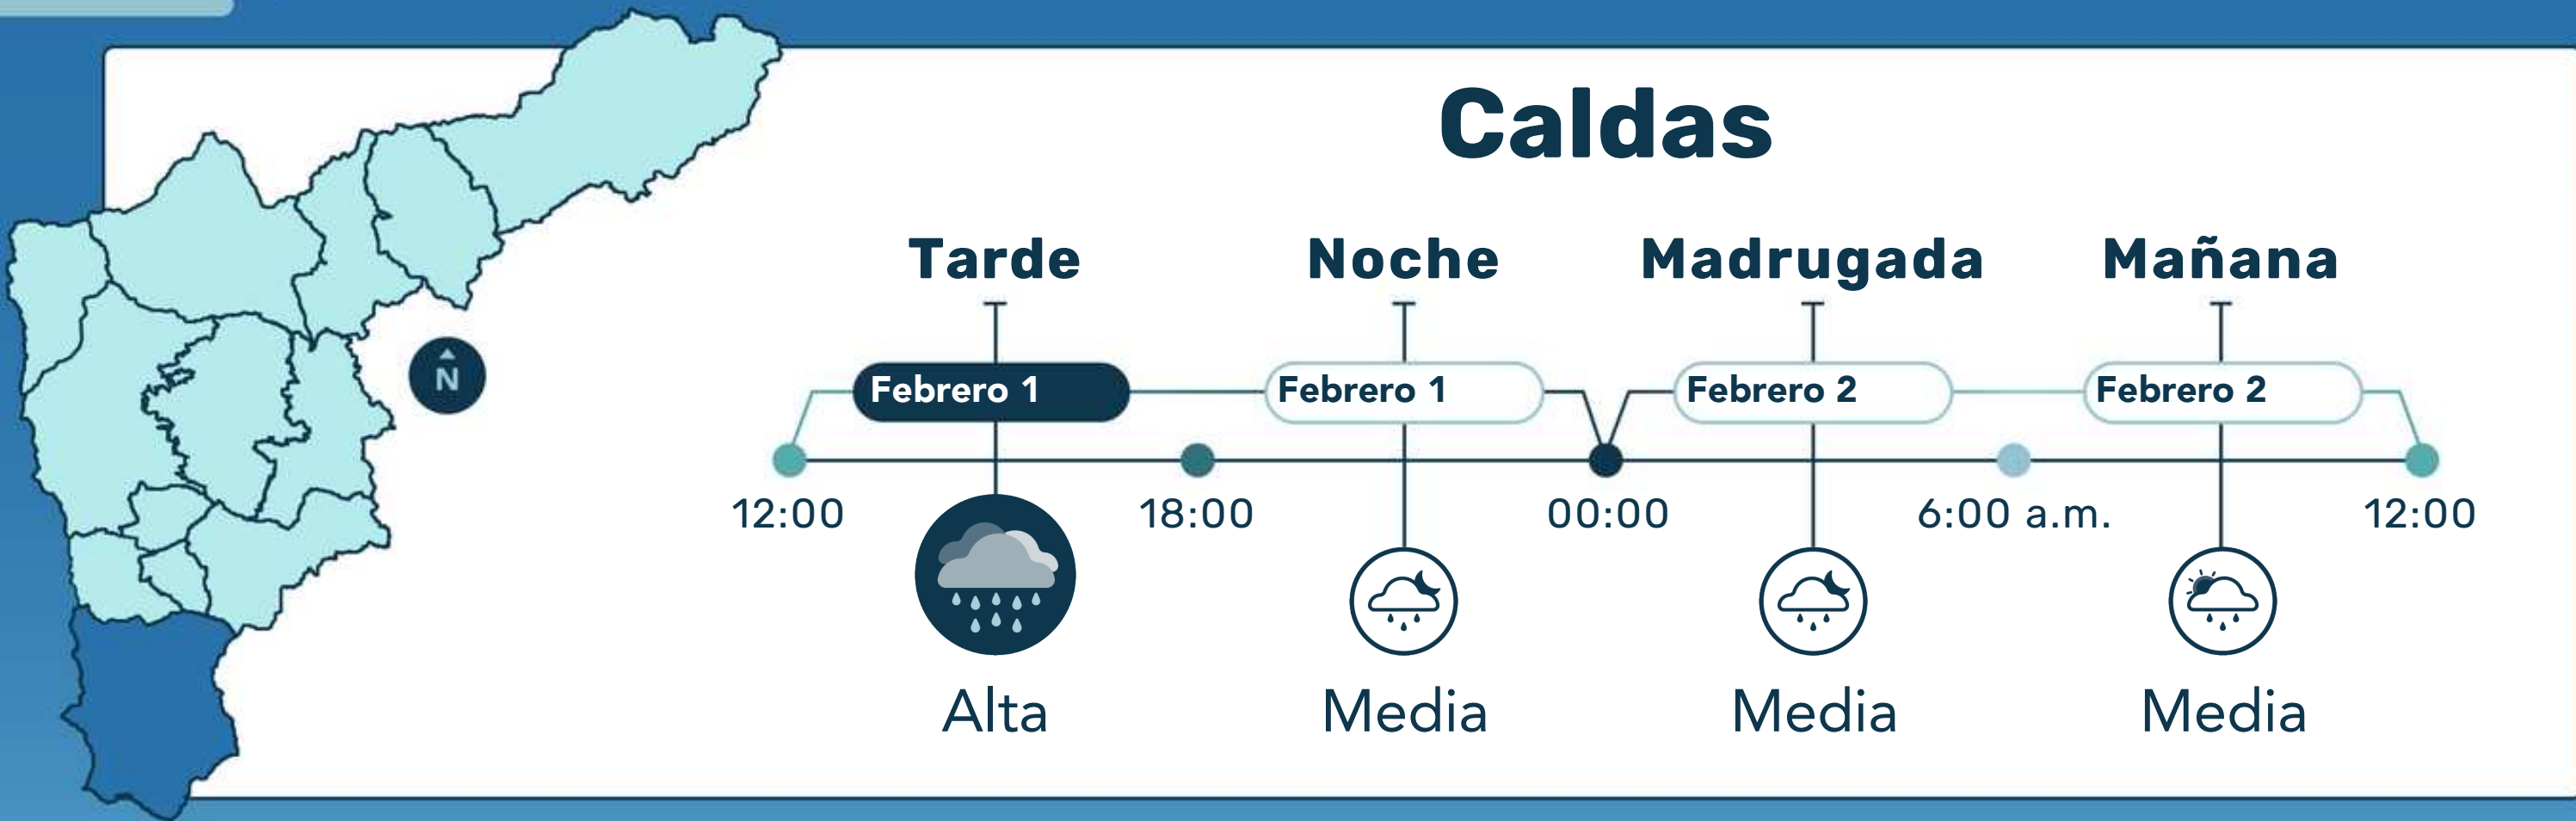 Caldas
Tarde
Noche
Madrugada
Mañana
Febrero 1
Febrero 1
Febrero 2
Febrero 2
N
12:00
18:00
00:00
6:00 a.m.
12:00
Alta
Media
Media
Media